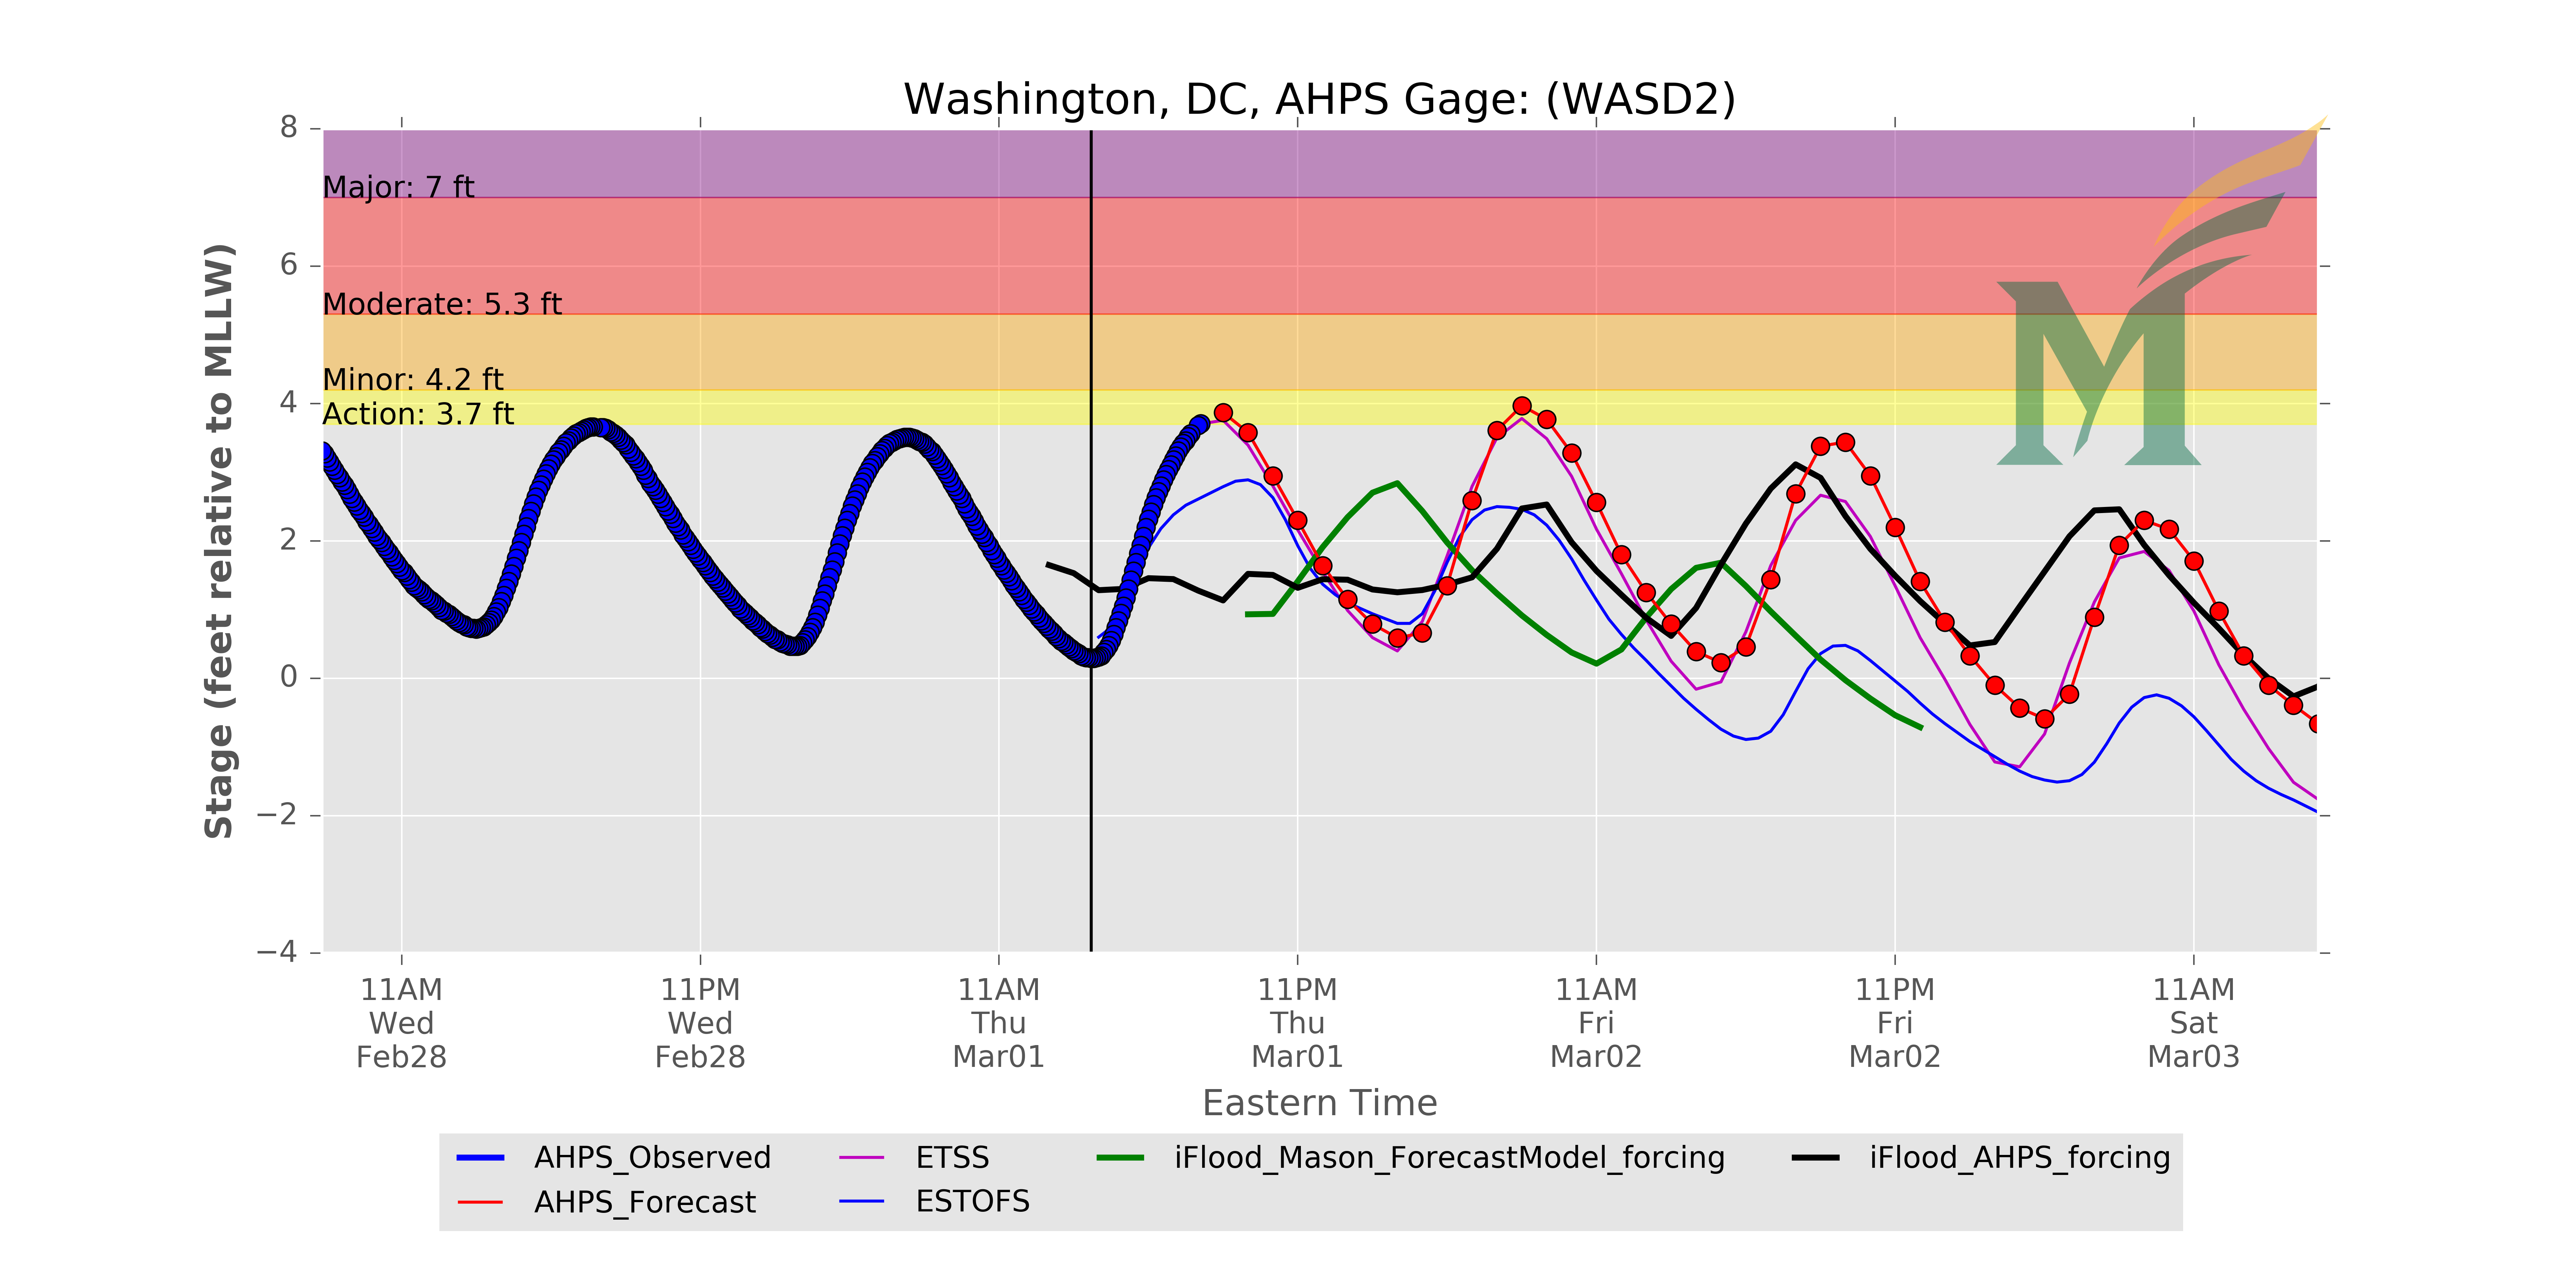 Washington, DC, AHPS Gage: (WASD2)
8
Major: 7 ft
6
Moderate: 5.3 ft
Minor: 4.2 ft
4
Action: 3.7 ft
2
0
−2
−4
Stage (feet relative to MLLW)
11AM 11PM 11AM 11PM 11AM 11PM 11AM
Wed Wed Thu Thu Fri Fri Sat
Feb28 Feb28 Mar01 Mar01 Mar02 Mar02 Mar03
Eastern Time
AHPS_Observed ETSS iFlood_Mason_ForecastModel_forcing iFlood_AHPS_forcing
AHPS_Forecast ESTOFS